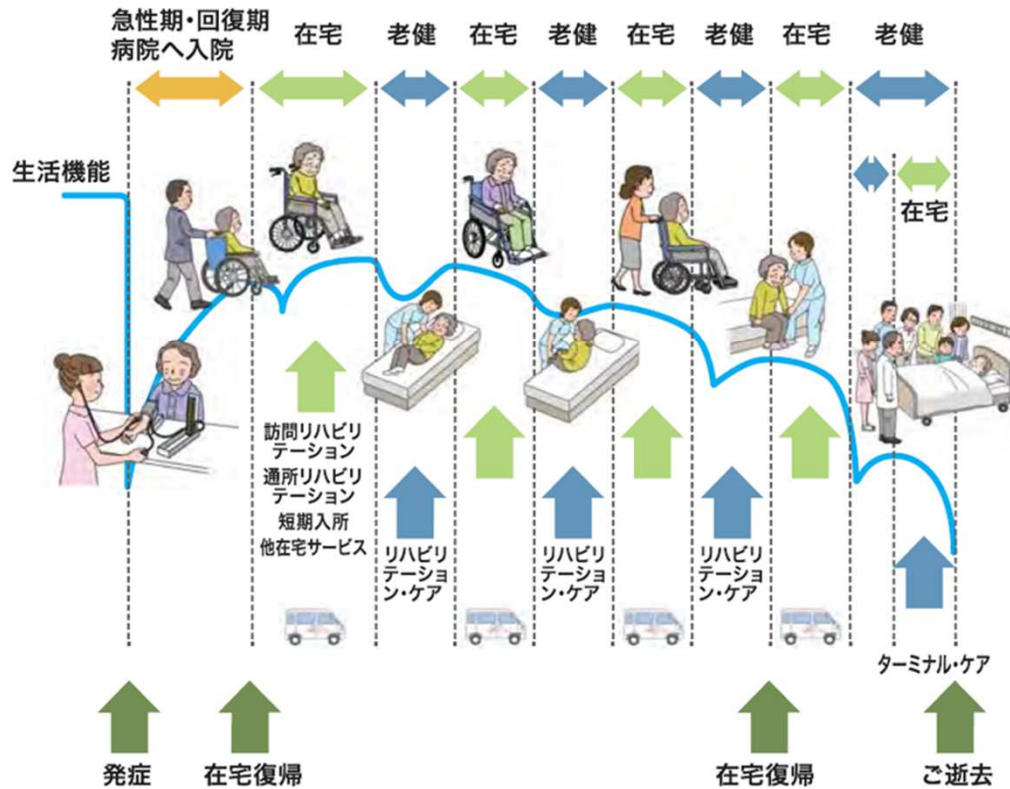 急性期・回復期
病院へ入院
在宅
老健
在宅
老健
在宅
老健
在宅
老健
生活機能
在宅
訪問リハビリ
テーション
通所リハビリ
テーション
短期入所
他在宅サービス
リハビリ
テーショ
ン・ケア
リハビリ
テーショ
ン・ケア
リハビリ
テーショ
ン・ケア
ターミナル・ケア
発症
在宅復帰
在宅復帰
ご逝去